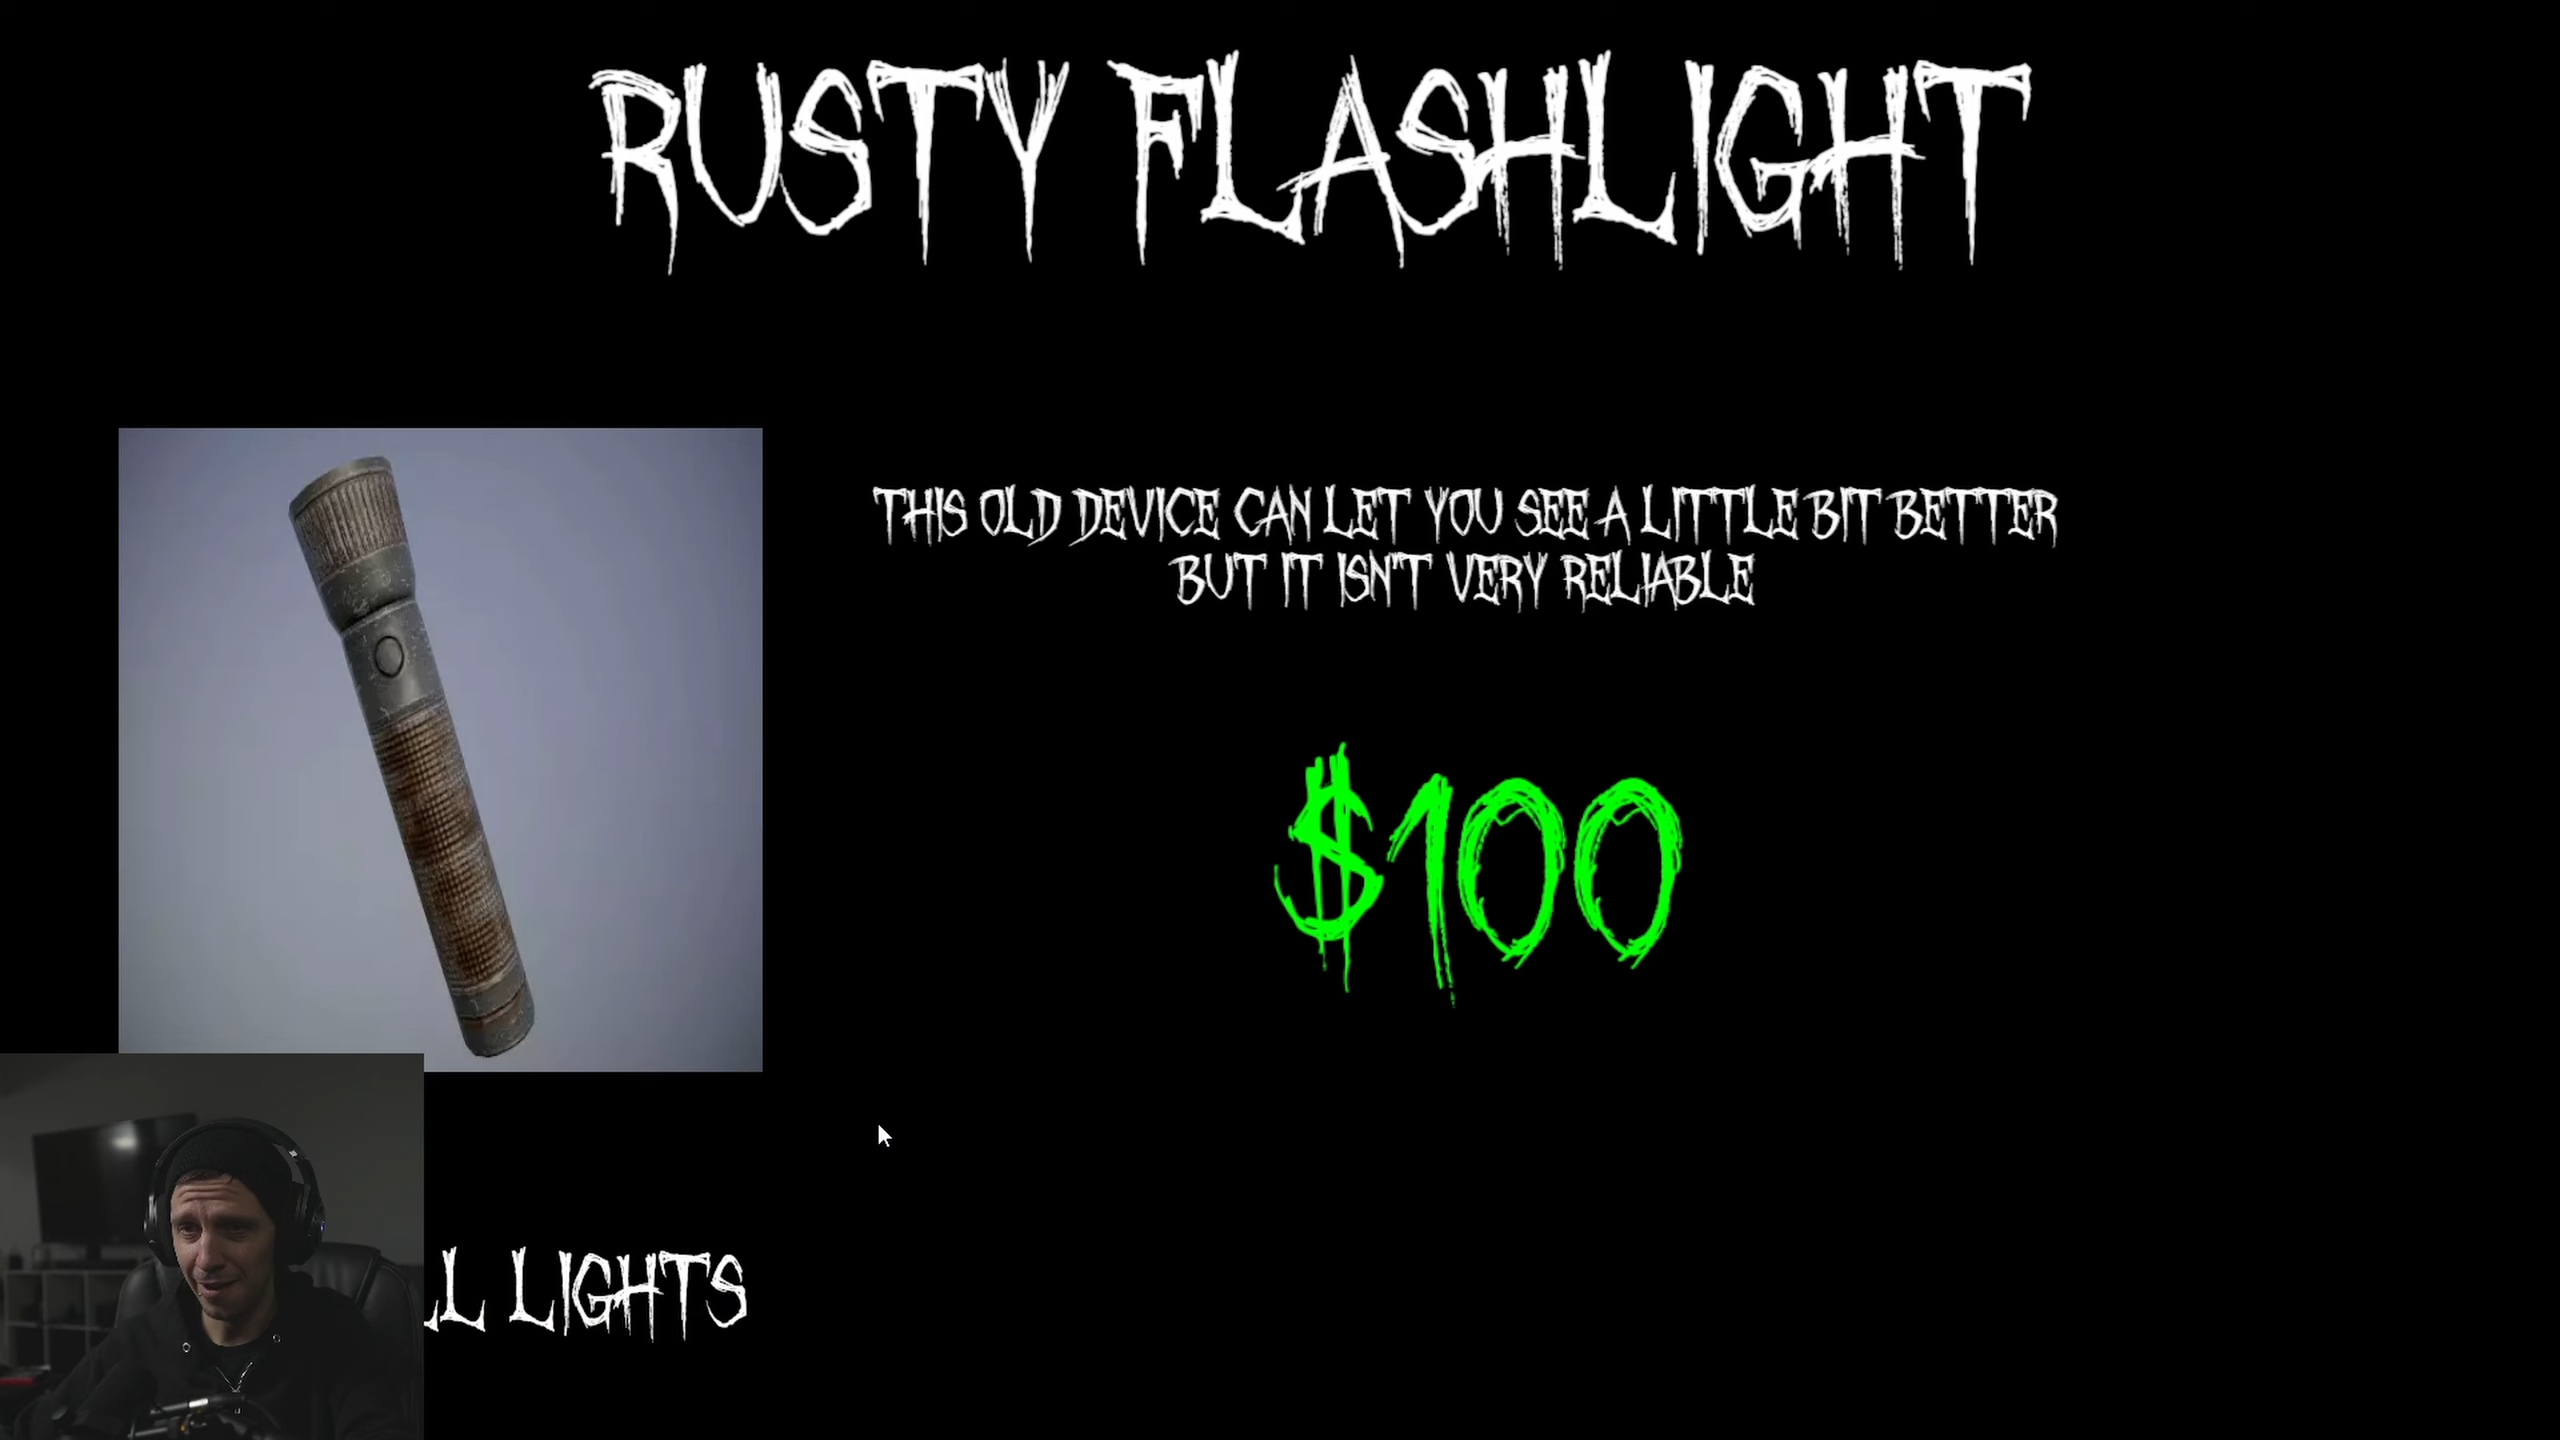 RUSTY FLASHLIGHT
THIS OLD DEVICE CAN LET YOU SEE A LITTLE BIT BETTER
BUT IT ISN'T VERY RELIABLE
$100
LIGHTS